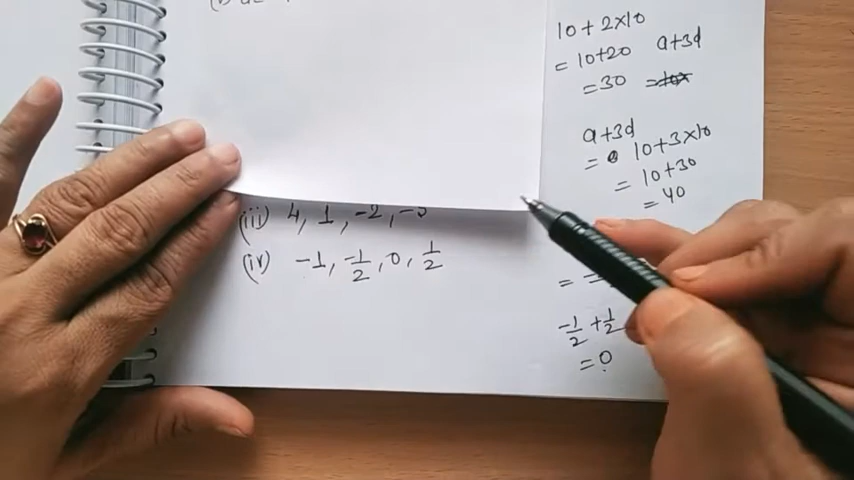 (iii) 4, 1, -2, -5
(iv) -1, -1/2, 0, 1/2
10 + 2×10
= 10+20 a+3d
= 30
a+3d
= 10+3×10
= 10+30
= 40
-1/2 + 1/2
= 0